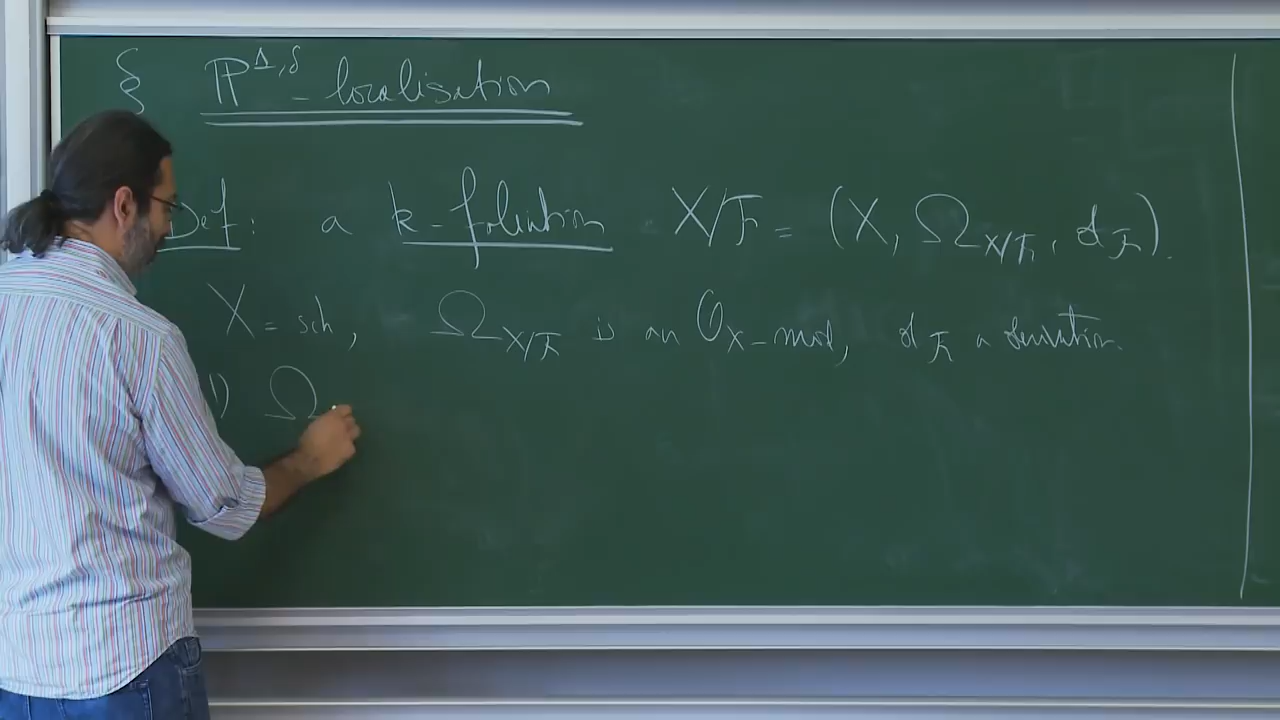 § ℙ^{Δ,δ} - localisation
Def: a k-foliation X/F = (X, Ω_{X/F}, d_F).
X = sch, Ω_{X/F} is an O_X-mod, d_F a derivation.
1) Ω